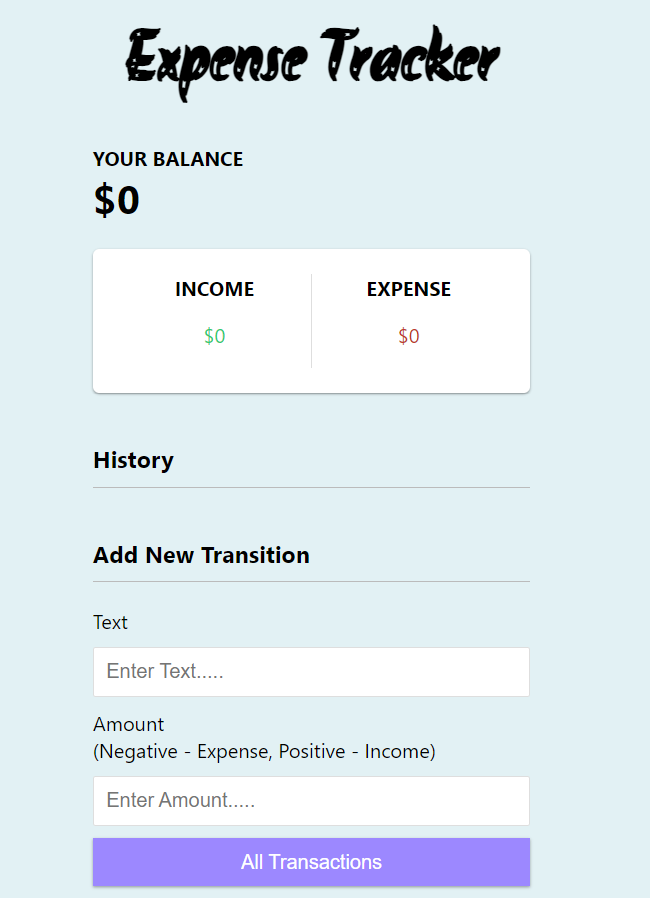 Expense Tracker
YOUR BALANCE
$0
INCOME
EXPENSE
$0
$0
History
Add New Transition
Text
Enter Text.....
Amount
(Negative - Expense, Positive - Income)
Enter Amount.....
All Transactions